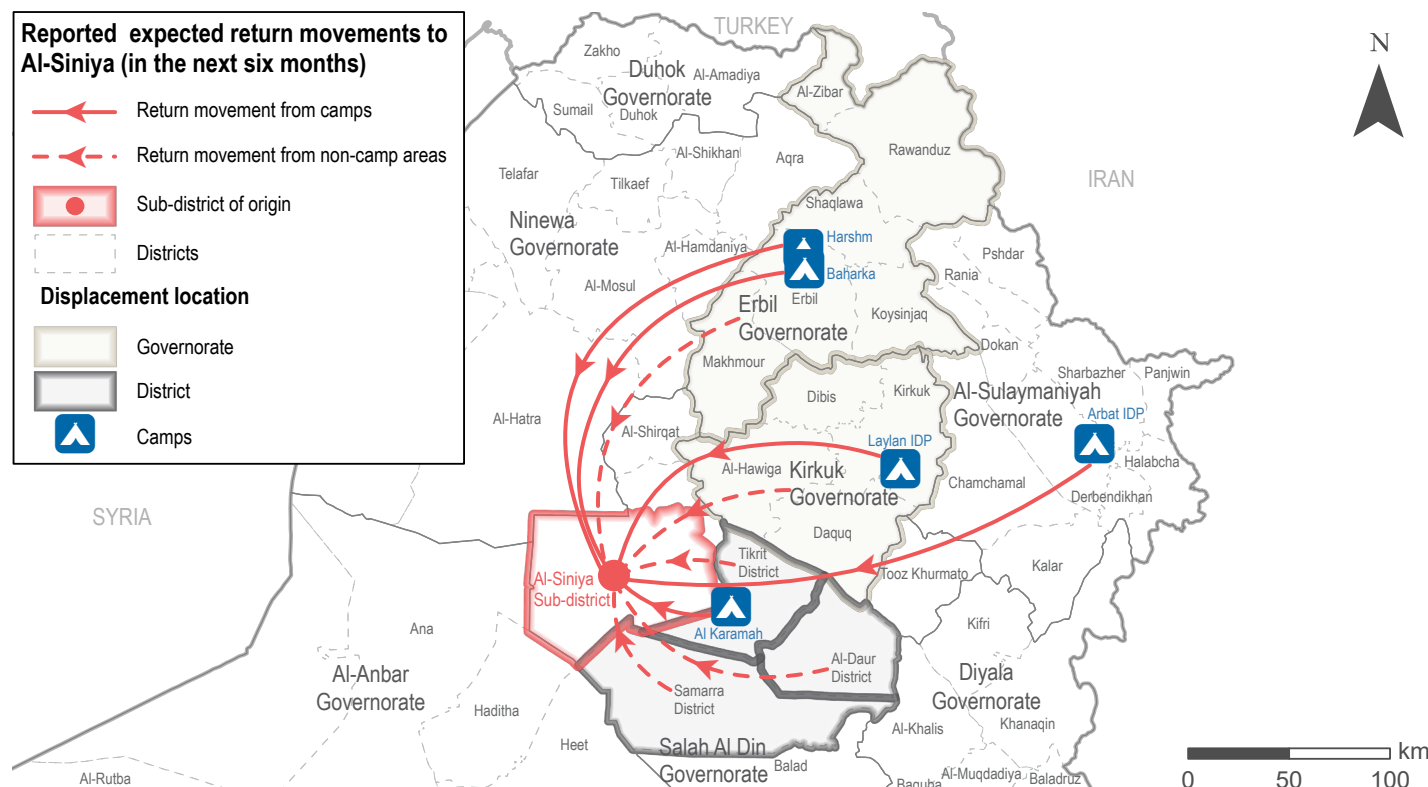 Reported expected return movements to
Al-Siniya (in the next six months)
Return movement from camps
Return movement from non-camp areas
Sub-district of origin
Districts
Displacement location
Governorate
District
Camps
TURKEY
N
Zakho
Duhok
Governorate
Al-Amadiya
Sumail
Duhok
Al-Zibar
Rawanduz
IRAN
Al-Shikhan
Aqra
Telafar
Tilkaef
Shaqlawa
Ninewa
Governorate
Al-Hamdaniya
Harshm
Baharka
Erbil
Pshdar
Rania
Al-Mosul
Erbil
Governorate
Koysinjaq
Makhmour
Dokan
Sharbazher
Panjwin
Dibis
Kirkuk
Al-Sulaymaniyah
Governorate
Arbat IDP
Al-Hatra
Al-Shirqat
Laylan IDP
Halabcha
Al-Hawiga
Kirkuk
Governorate
Chamchamal
Derbendikhan
SYRIA
Daquq
Tikrit
District
Tooz Khurmato
Kalar
Al-Siniya
Sub-district
Al Karamah
Kifri
Ana
Al-Daur
District
Al-Anbar
Governorate
Diyala
Governorate
Samarra
District
Haditha
Al-Khalis
Khanaqin
Heet
Salah Al Din
Governorate
Balad
Al-Rutba
Baquba
Al-Muqdadiya
Baladruz
km
0 50 100